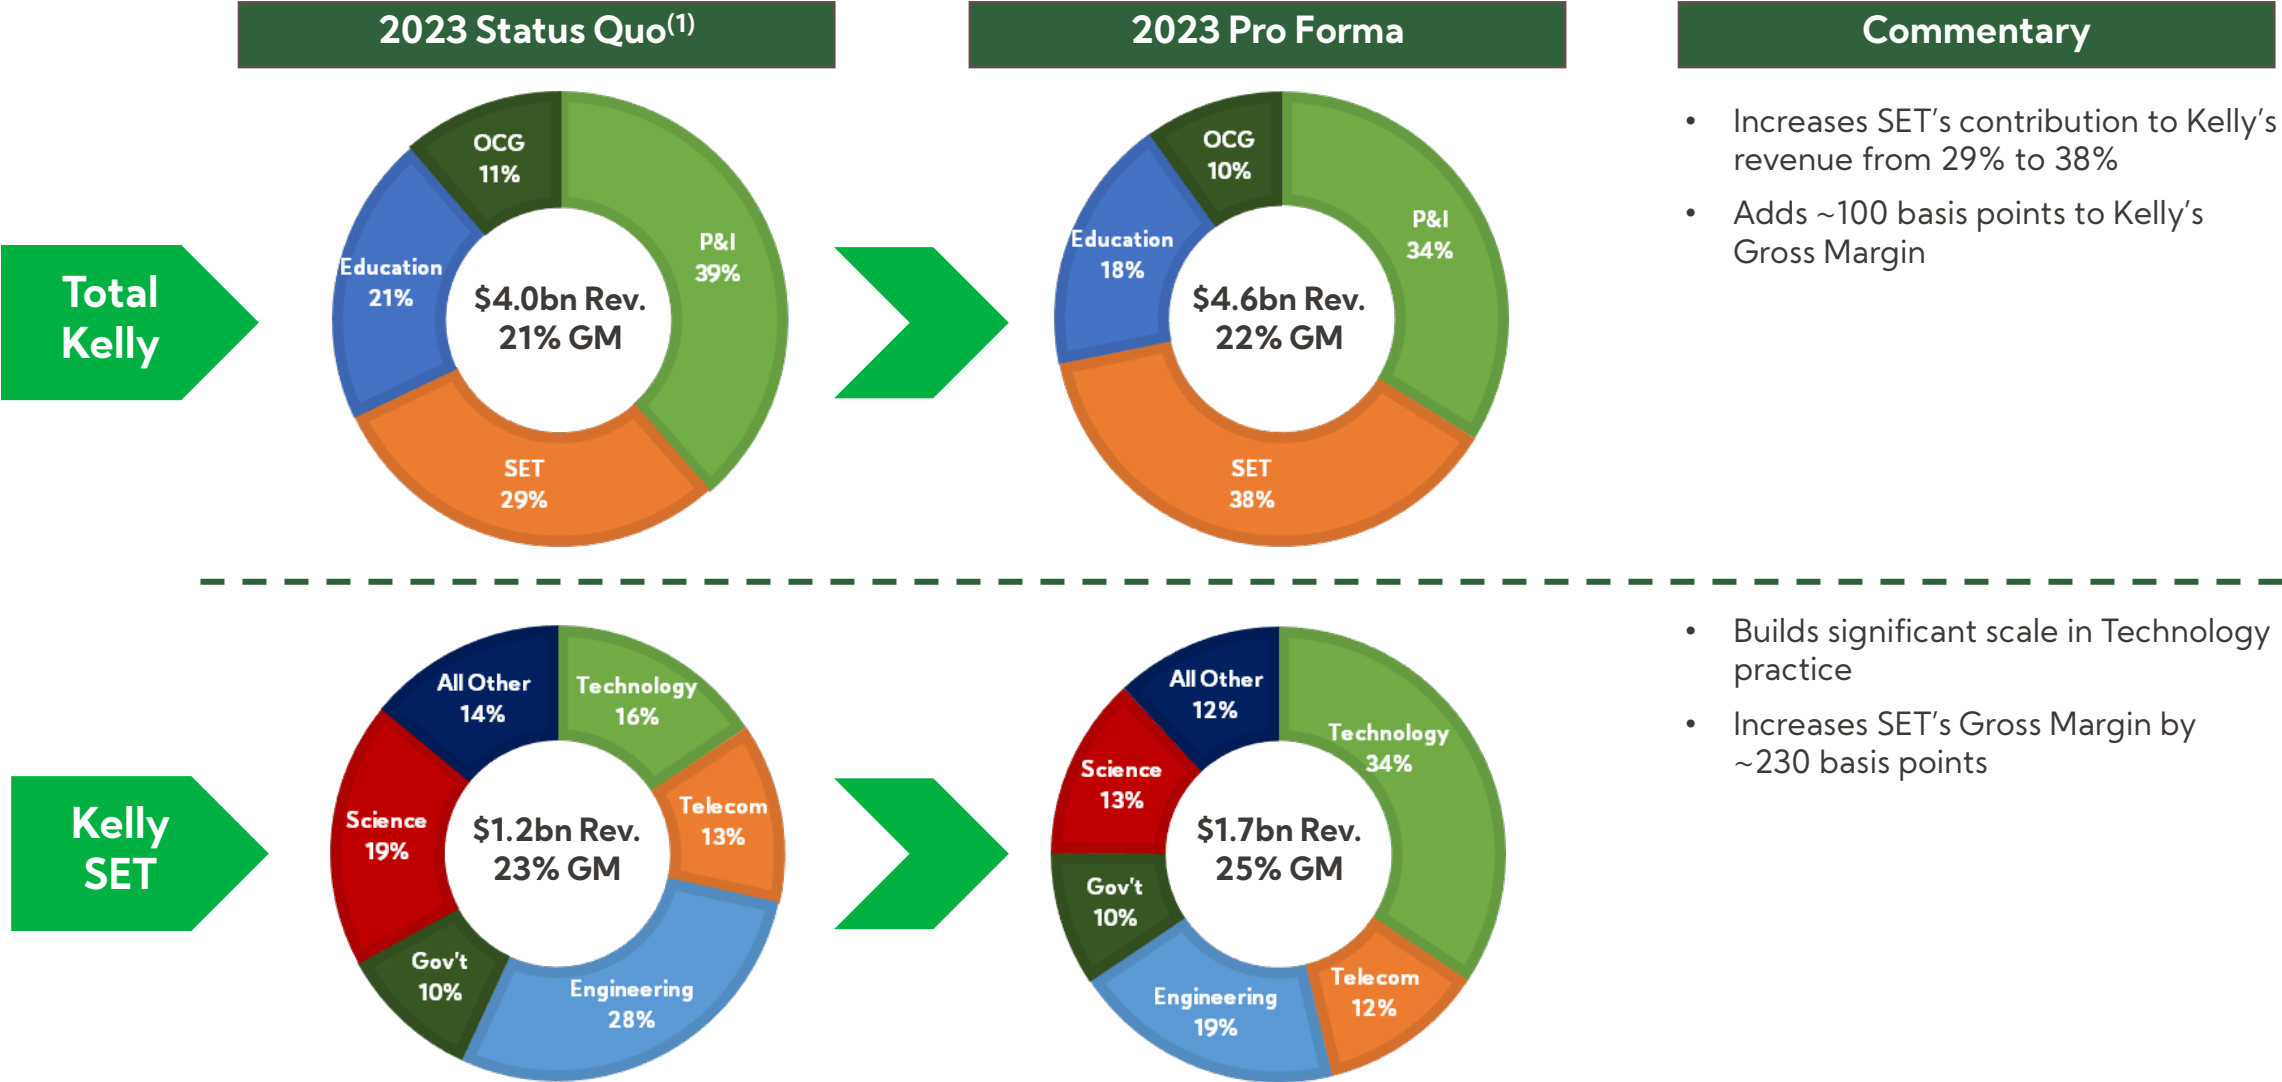 2023 Status Quo(1)
2023 Pro Forma
Commentary
Total
Kelly
OCG
11%
P&I
39%
Education
21%
SET
29%
$4.0bn Rev.
21% GM
OCG
10%
P&I
34%
Education
18%
SET
38%
$4.6bn Rev.
22% GM
• Increases SET’s contribution to Kelly’s
revenue from 29% to 38%
• Adds ~100 basis points to Kelly’s
Gross Margin
Kelly
SET
All Other
14%
Technology
16%
Telecom
13%
Science
19%
Gov't
10%
Engineering
28%
$1.2bn Rev.
23% GM
All Other
12%
Technology
34%
Science
13%
Gov't
10%
Engineering
19%
Telecom
12%
$1.7bn Rev.
25% GM
• Builds significant scale in Technology
practice
• Increases SET’s Gross Margin by
~230 basis points